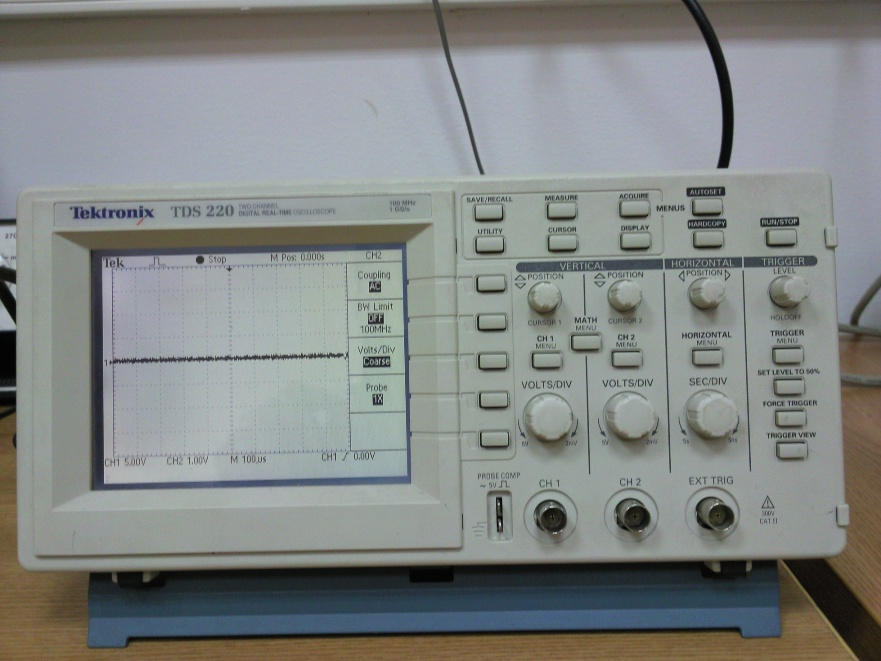 Tektronix TDS 220 TWO CHANNEL DIGITAL REAL-TIME OSCILLOSCOPE 100 MHz 1 GS/s
Tek Stop M Pos: 0.000s CH2
Coupling
AC
BW Limit
OFF
100MHz
Volts/Div
Coarse
Probe
1X
1
CH1 5.00V CH2 1.00V M 100µs CH1 0.00V
SAVE/RECALL MEASURE ACQUIRE MENUS AUTOSET
UTILITY CURSOR DISPLAY HARDCOPY RUN/STOP
VERTICAL HORIZONTAL TRIGGER
POSITION POSITION POSITION LEVEL
CURSOR 1 CURSOR 2 HOLDOFF
MATH
MENU
CH 1
MENU
CH 2
MENU
HORIZONTAL
MENU
TRIGGER
MENU
SET LEVEL TO 50%
FORCE TRIGGER
TRIGGER VIEW
VOLTS/DIV VOLTS/DIV SEC/DIV
5V 2mV 5V 2mV 5s 5ns
PROBE COMP
~ 5V
CH 1 CH 2 EXT TRIG
300V
CAT II
270